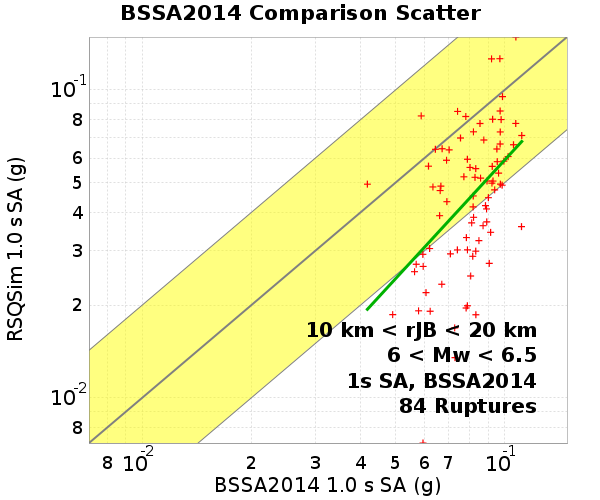 BSSA2014 Comparison Scatter
RSQSim 1.0 s SA (g)
10-1
8
6
5
4
3
2
10-2
8
10 km < rJB < 20 km
6 < Mw < 6.5
1s SA, BSSA2014
84 Ruptures
8 10-2 2 3 4 5 6 7 10-1
BSSA2014 1.0 s SA (g)